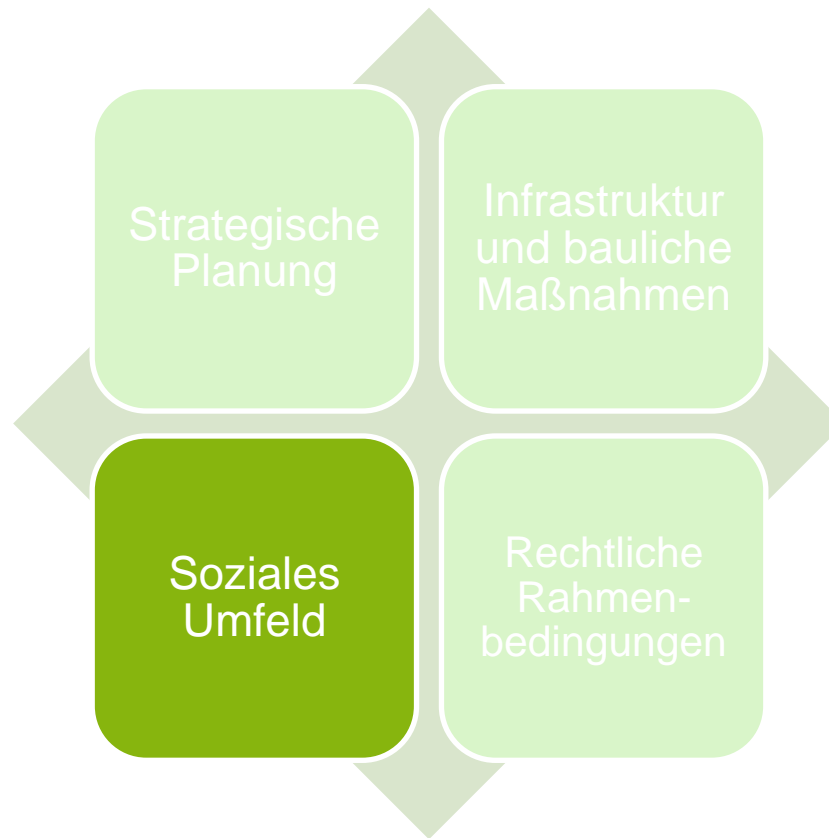 Strategische
Planung
Infrastruktur
und bauliche
Maßnahmen
Soziales
Umfeld
Rechtliche
Rahmen-
bedingungen